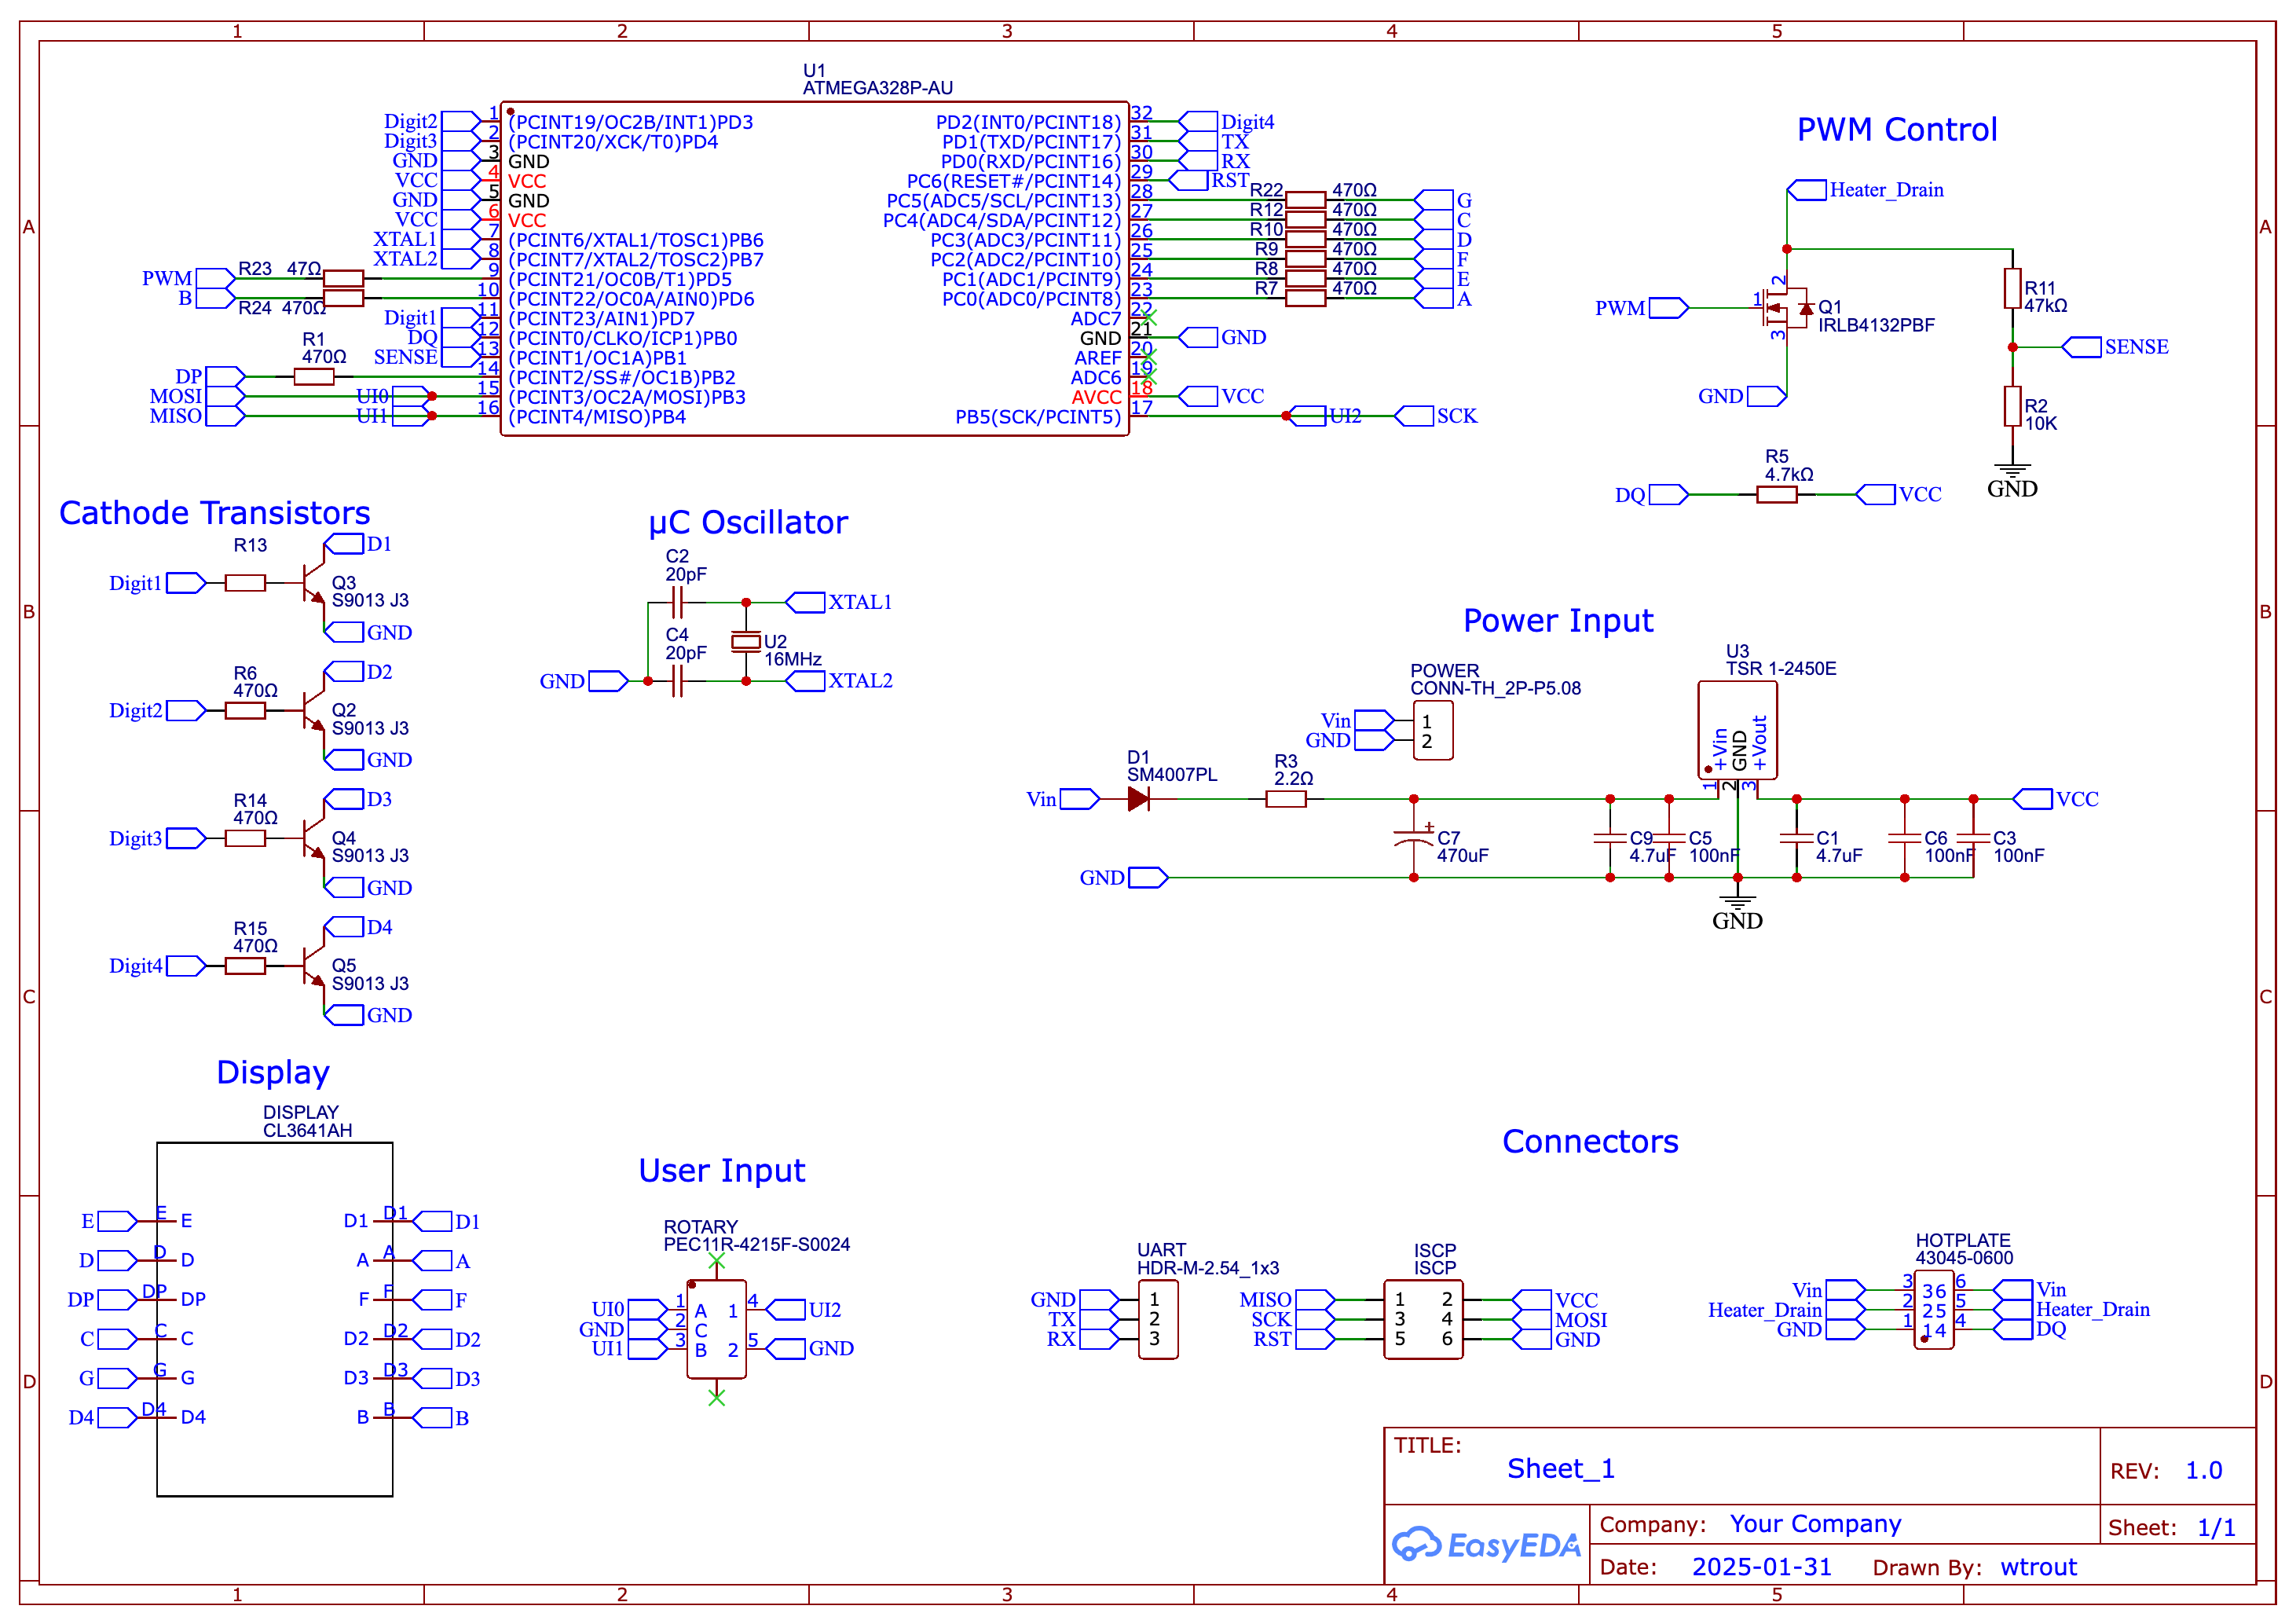 1 2 3 4 5
A
B
C
D
A
B
C
D
U1
ATMEGA328P-AU
Digit2 1 (PCINT19/OC2B/INT1)PD3
Digit3 2 (PCINT20/XCK/T0)PD4
GND 3 GND
VCC 4 VCC
GND 5 GND
VCC 6 VCC
XTAL1 7 (PCINT6/XTAL1/TOSC1)PB6
XTAL2 8 (PCINT7/XTAL2/TOSC2)PB7
PWM R23 47Ω 9 (PCINT21/OC0B/T1)PD5
B R24 470Ω 10 (PCINT22/OC0A/AIN0)PD6
Digit1 11 (PCINT23/AIN1)PD7
DQ 12 (PCINT0/CLKO/ICP1)PB0
SENSE 13 (PCINT1/OC1A)PB1
R1
470Ω
DP 14 (PCINT2/SS#/OC1B)PB2
MOSI UI0 15 (PCINT3/OC2A/MOSI)PB3
MISO UI1 16 (PCINT4/MISO)PB4
PD2(INT0/PCINT18) 32 Digit4
PD1(TXD/PCINT17) 31 TX
PD0(RXD/PCINT16) 30 RX
PC6(RESET#/PCINT14) 29 RST
PC5(ADC5/SCL/PCINT13) 28 R22 470Ω G
PC4(ADC4/SDA/PCINT12) 27 R12 470Ω C
PC3(ADC3/PCINT11) 26 R10 470Ω D
PC2(ADC2/PCINT10) 25 R9 470Ω F
PC1(ADC1/PCINT9) 24 R8 470Ω E
PC0(ADC0/PCINT8) 23 R7 470Ω A
ADC7 22
GND 21 GND
AREF 20
ADC6 19
AVCC 18 VCC
PB5(SCK/PCINT5) 17 UI2 SCK
PWM Control
Heater_Drain
PWM 1 2 3
Q1
IRLB4132PBF
GND
R11
47kΩ
SENSE
R2
10K
GND
R5
4.7kΩ
DQ VCC
Cathode Transistors
R13
D1
Digit1
Q3
S9013 J3
GND
R6
470Ω
D2
Digit2
Q2
S9013 J3
GND
R14
470Ω
D3
Digit3
Q4
S9013 J3
GND
R15
470Ω
D4
Digit4
Q5
S9013 J3
GND
µC Oscillator
C2
20pF
XTAL1
C4
20pF
U2
16MHz
GND XTAL2
Power Input
POWER
CONN-TH_2P-P5.08
Vin 1
GND 2
U3
TSR 1-2450E
+Vin
GND
+Vout
1 2 3
D1
SM4007PL
R3
2.2Ω
Vin VCC
+
C7
470uF
C9
4.7uF
C5
100nF
C1
4.7uF
C6
100nF
C3
100nF
GND
GND
Display
DISPLAY
CL3641AH
E E E D1 D1 D1
D D D A A A
DP DP DP F F F
C C C D2 D2 D2
G G G D3 D3 D3
D4 D4 D4 B B B
User Input
ROTARY
PEC11R-4215F-S0024
UI0 1 A 1 4 UI2
GND 2 C
UI1 3 B 2 5 GND
Connectors
UART
HDR-M-2.54_1x3
GND 1
TX 2
RX 3
ISCP
ISCP
MISO 1 2 VCC
SCK 3 4 MOSI
RST 5 6 GND
HOTPLATE
43045-0600
Vin 3 36 6 Vin
Heater_Drain 2 25 5 Heater_Drain
GND 1 14 4 DQ
TITLE:
Sheet_1
REV: 1.0
EasyEDA
Company: Your Company
Sheet: 1/1
Date: 2025-01-31 Drawn By: wtrout
1 2 3 4 5